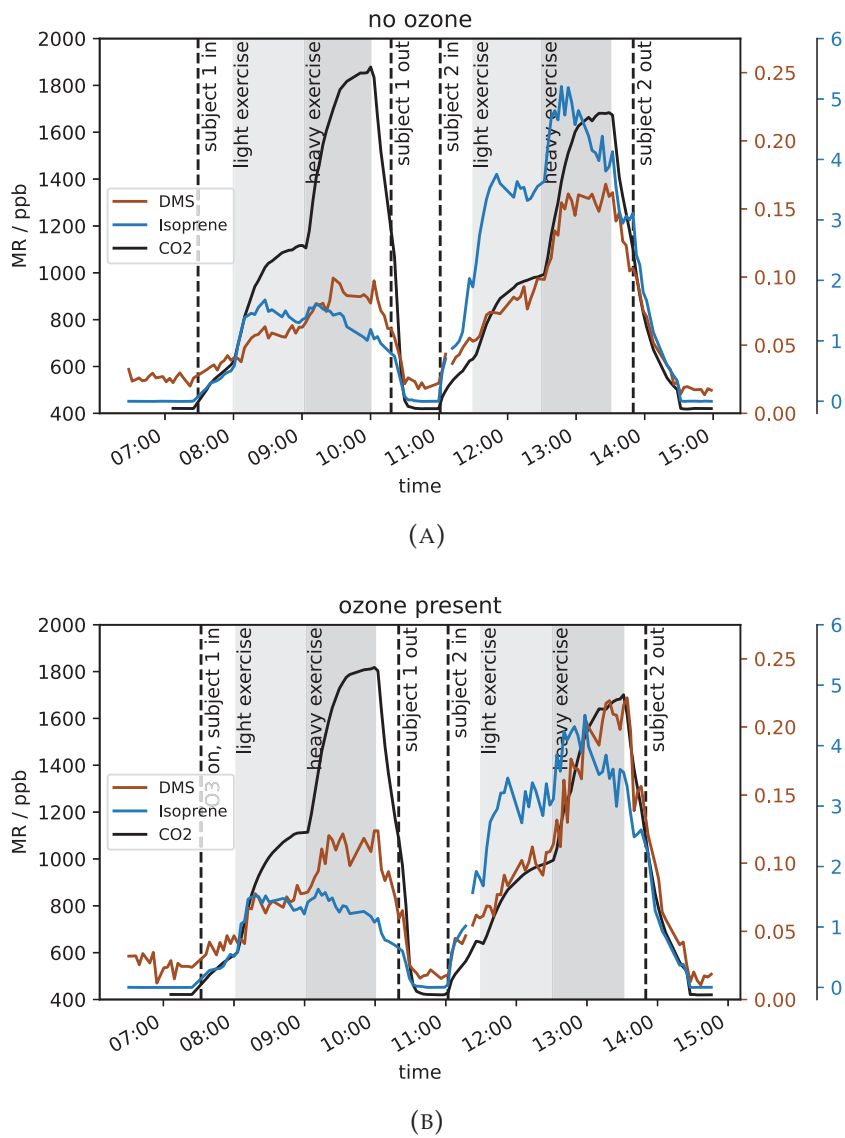 no ozone
2000
1800
1600
1400
1200
1000
800
600
400
MR / ppb
DMS
Isoprene
CO2
subject 1 in
light exercise
heavy exercise
subject 1 out
subject 2 in
light exercise
heavy exercise
subject 2 out
0.25
0.20
0.15
0.10
0.05
0.00
6
5
4
3
2
1
0
07:00
08:00
09:00
10:00
11:00
12:00
13:00
14:00
15:00
time
(A)
ozone present
2000
1800
1600
1400
1200
1000
800
600
400
MR / ppb
DMS
Isoprene
CO2
O3 on, subject 1 in
light exercise
heavy exercise
subject 1 out
subject 2 in
light exercise
heavy exercise
subject 2 out
0.25
0.20
0.15
0.10
0.05
0.00
6
5
4
3
2
1
0
07:00
08:00
09:00
10:00
11:00
12:00
13:00
14:00
15:00
time
(B)